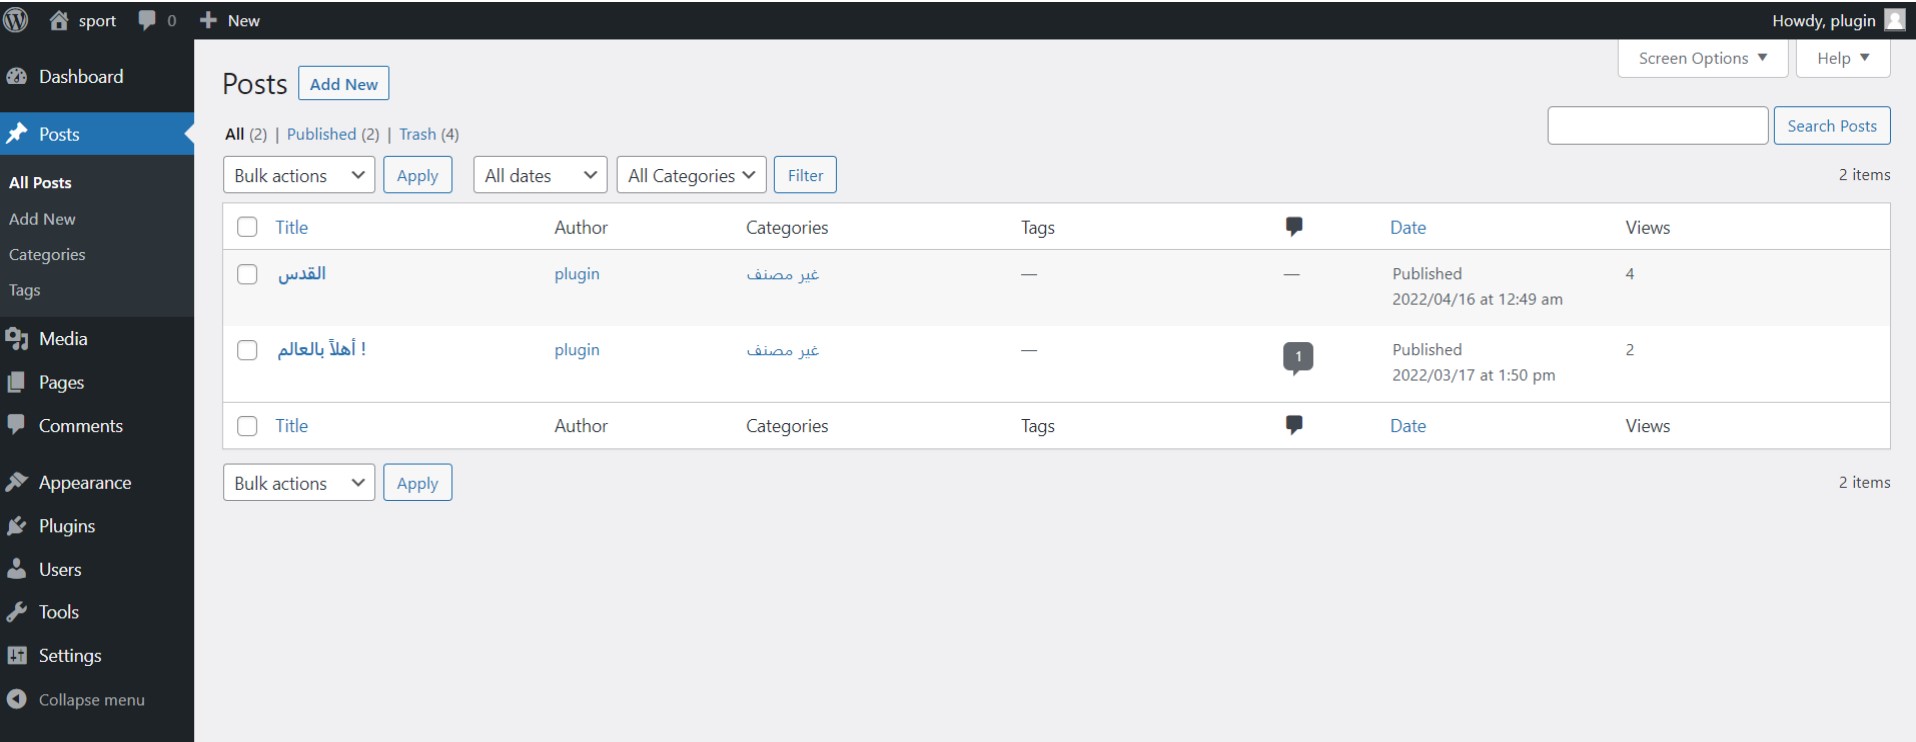 sport 0 New Howdy, plugin
Dashboard
Posts
All Posts
Add New
Categories
Tags
Media
Pages
Comments
Appearance
Plugins
Users
Tools
Settings
Collapse menu
Screen Options Help
Posts Add New
All (2) | Published (2) | Trash (4)
Search Posts
Bulk actions Apply All dates All Categories Filter 2 items
Title Author Categories Tags Date Views
القدس plugin غير مصنف — — Published 4
2022/04/16 at 12:49 am
أهلاً بالعالم ! plugin غير مصنف — 1 Published 2
2022/03/17 at 1:50 pm
Title Author Categories Tags Date Views
Bulk actions Apply 2 items